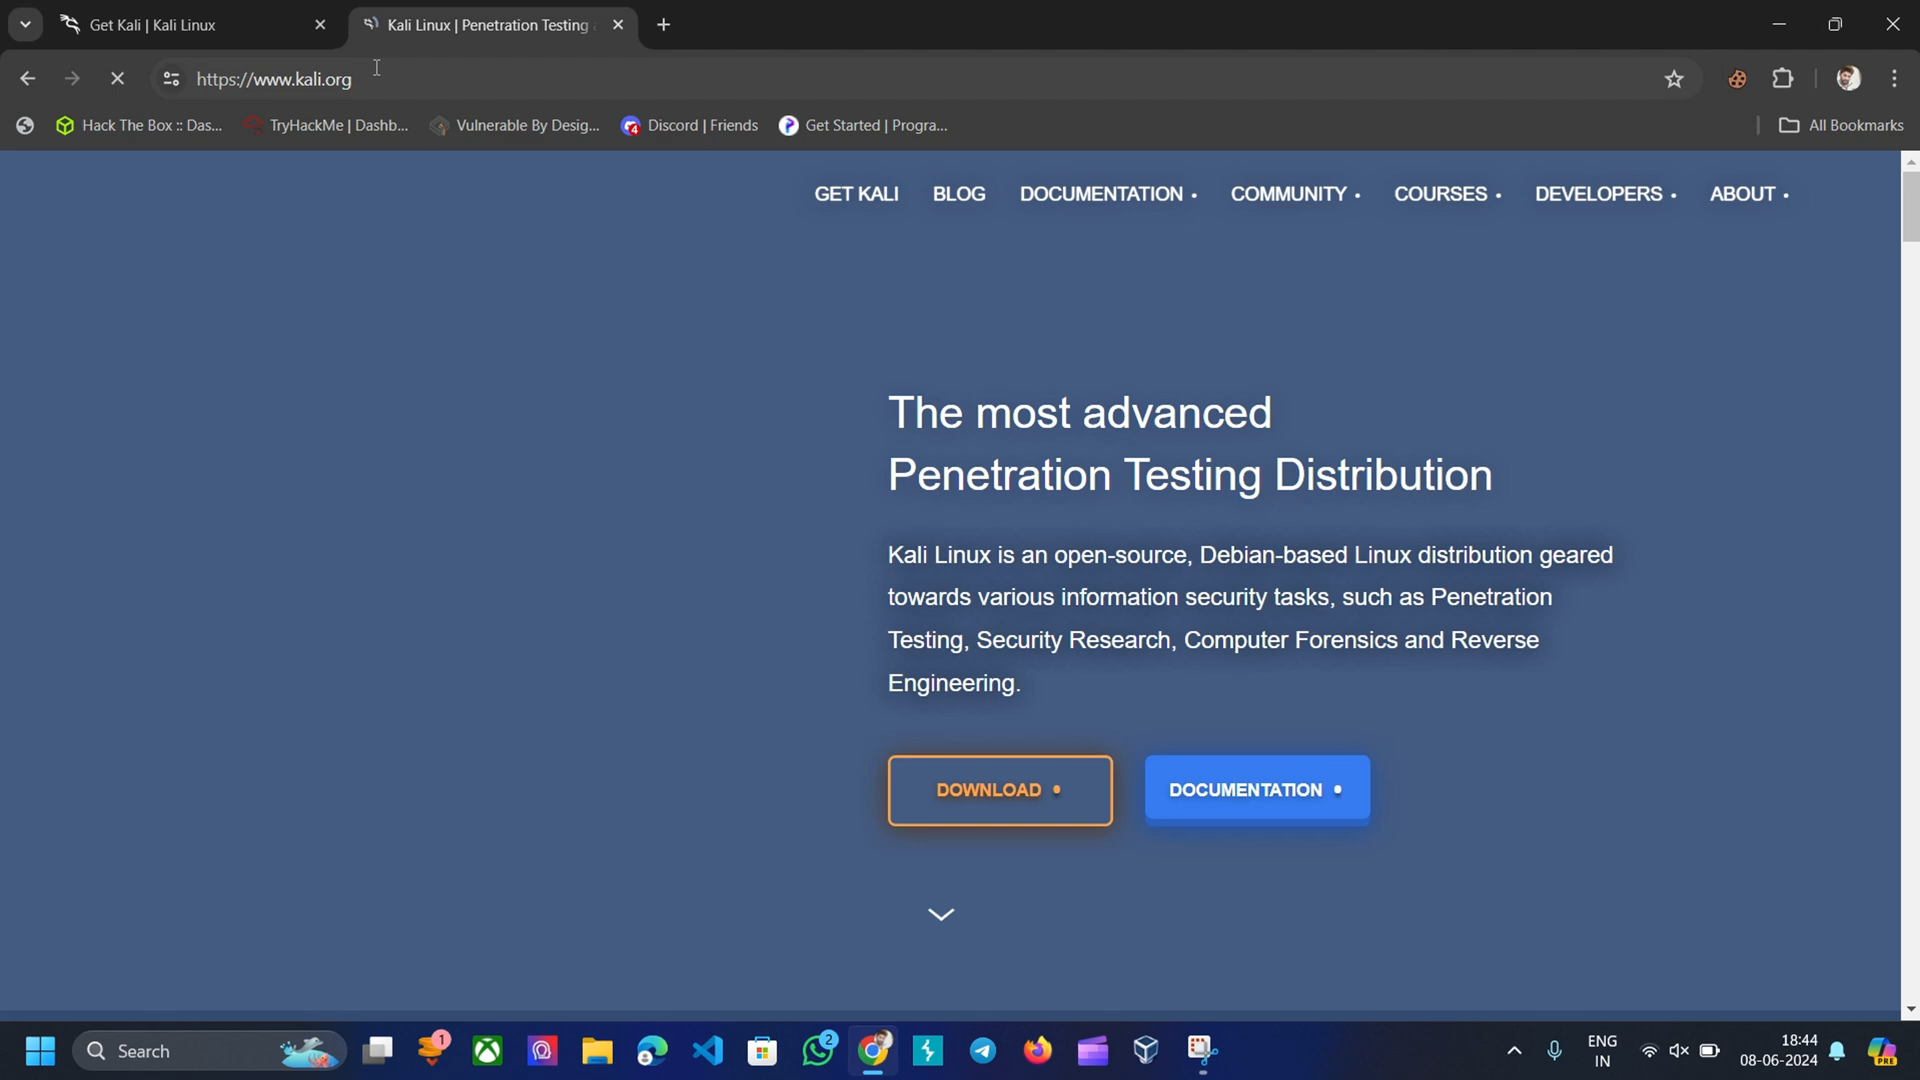 Get Kali | Kali Linux
Kali Linux | Penetration Testing
https://www.kali.org
Hack The Box :: Das...
TryHackMe | Dashb...
Vulnerable By Desig...
Discord | Friends
Get Started | Progra...
All Bookmarks
GET KALI
BLOG
DOCUMENTATION •
COMMUNITY •
COURSES •
DEVELOPERS •
ABOUT •
The most advanced
Penetration Testing Distribution
Kali Linux is an open-source, Debian-based Linux distribution geared
towards various information security tasks, such as Penetration
Testing, Security Research, Computer Forensics and Reverse
Engineering.
DOWNLOAD •
DOCUMENTATION •
Search
1
2
ENG
IN
18:44
08-06-2024
PRE